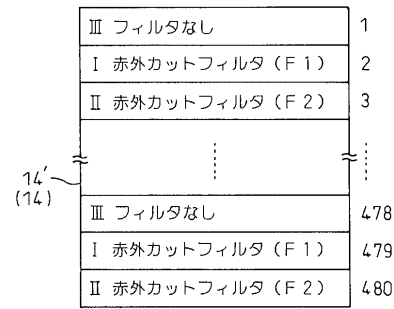 Ⅲ フィルタなし 1
Ⅰ 赤外カットフィルタ(F1) 2
Ⅱ 赤外カットフィルタ(F2) 3
14'
(14)
Ⅲ フィルタなし 478
Ⅰ 赤外カットフィルタ(F1) 479
Ⅱ 赤外カットフィルタ(F2) 480